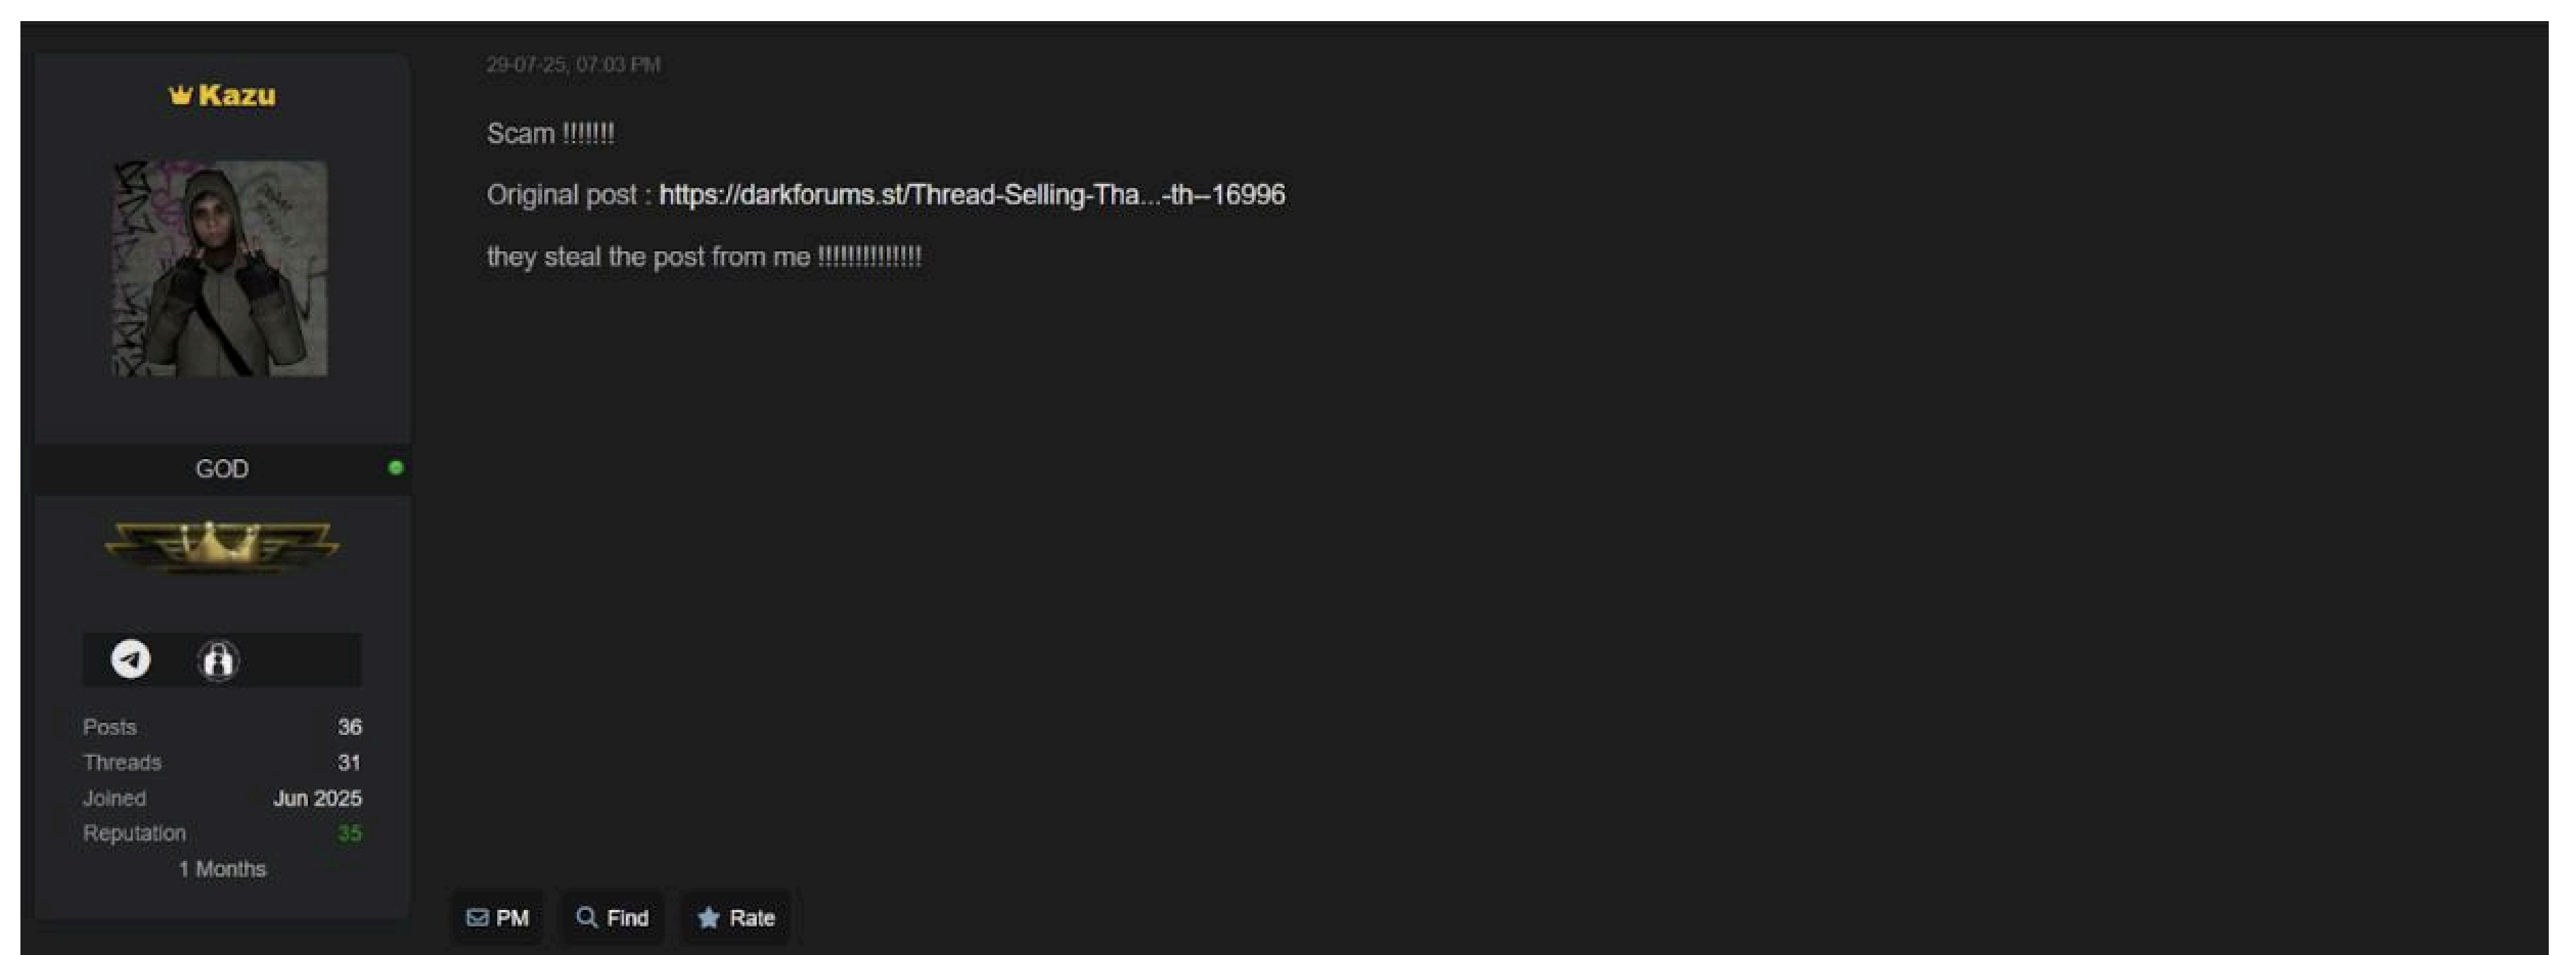 Kazu
GOD
Posts 36
Threads 31
Joined Jun 2025
Reputation 35
1 Months
29-07-25, 07:03 PM
Scam !!!!!!!
Original post : https://darkforums.st/Thread-Selling-Tha...-th--16996
they steal the post from me !!!!!!!!!!!!!!
PM Find Rate